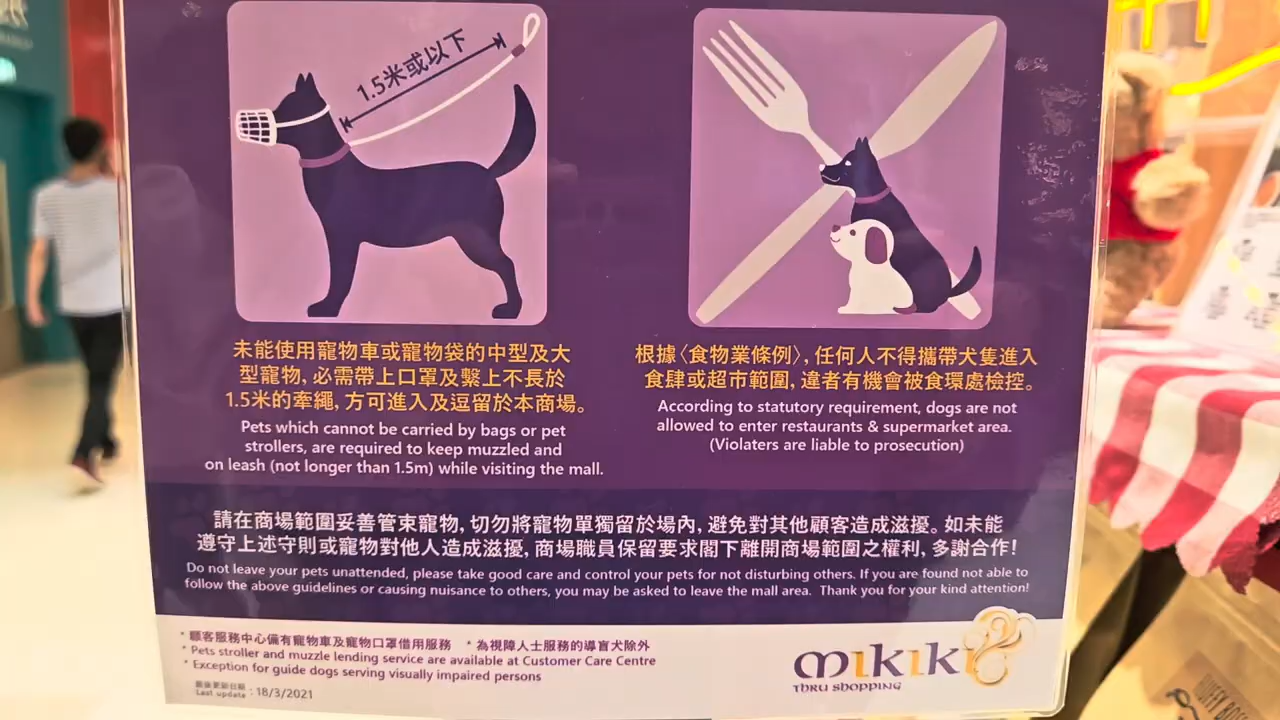 1.5米或以下
未能使用寵物車或寵物袋的中型及大
型寵物, 必需帶上口罩及繫上不長於
1.5米的牽繩, 方可進入及逗留於本商場。
Pets which cannot be carried by bags or pet
strollers, are required to keep muzzled and
on leash (not longer than 1.5m) while visiting the mall.
根據〈食物業條例〉, 任何人不得攜帶犬隻進入
食肆或超市範圍, 違者有機會被食環處檢控。
According to statutory requirement, dogs are not
allowed to enter restaurants & supermarket area.
(Violaters are liable to prosecution)
請在商場範圍妥善管束寵物, 切勿將寵物單獨留於場內, 避免對其他顧客造成滋擾。如未能
遵守上述守則或寵物對他人造成滋擾, 商場職員保留要求閣下離開商場範圍之權利, 多謝合作!
Do not leave your pets unattended, please take good care and control your pets for not disturbing others. If you are found not able to
follow the above guidelines or causing nuisance to others, you may be asked to leave the mall area. Thank you for your kind attention!
* 顧客服務中心備有寵物車及寵物口罩借用服務 * 為視障人士服務的導盲犬除外
* Pets stroller and muzzle lending service are available at Customer Care Centre
* Exception for guide dogs serving visually impaired persons
最後更新日期
Last update : 18/3/2021
mikiki
THRU SHOPPING